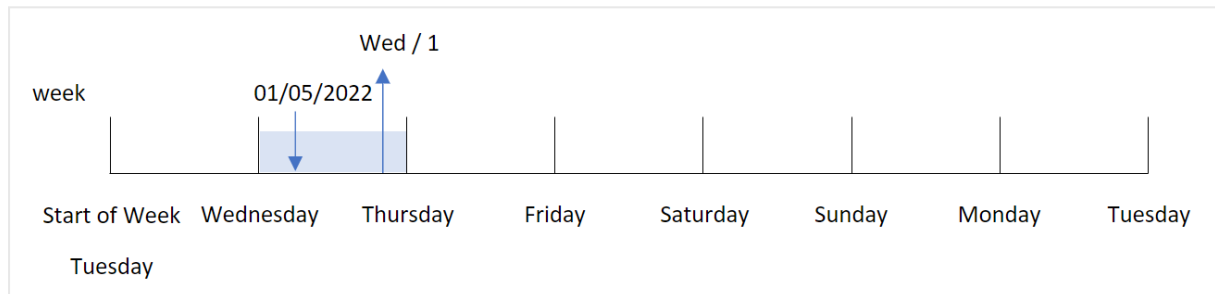 Wed / 1
week 01/05/2022
Start of Week Wednesday Thursday Friday Saturday Sunday Monday Tuesday
Tuesday